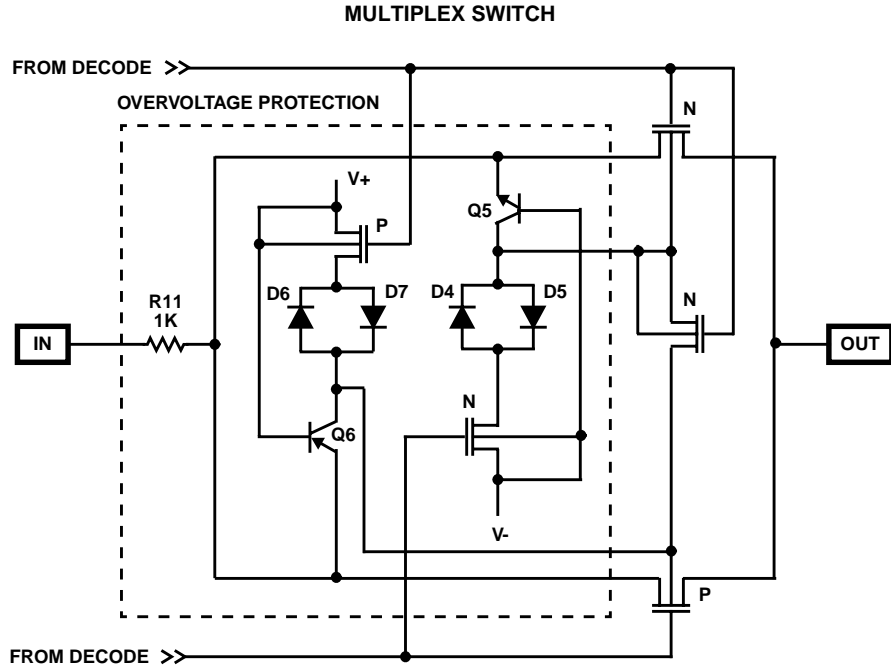 MULTIPLEX SWITCH
FROM DECODE
OVERVOLTAGE PROTECTION
N
V+
Q5
P
D6
D7
D4
D5
R11
1K
N
IN
OUT
N
Q6
V-
P
FROM DECODE